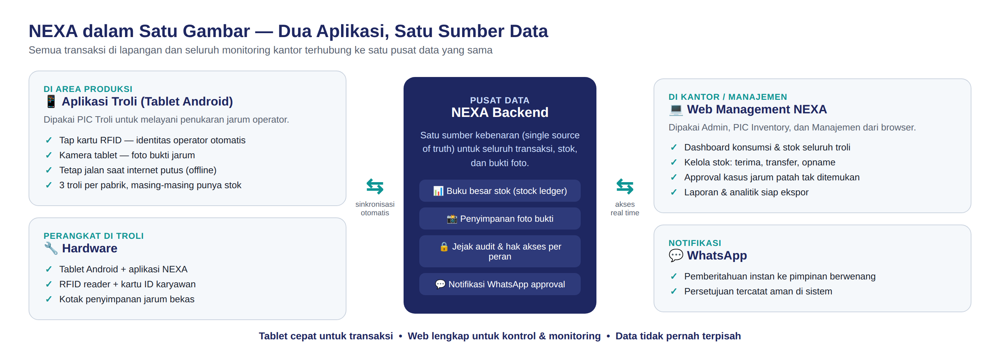 NEXA dalam Satu Gambar — Dua Aplikasi, Satu Sumber Data
Semua transaksi di lapangan dan seluruh monitoring kantor terhubung ke satu pusat data yang sama
DI AREA PRODUKSI
📱 Aplikasi Troli (Tablet Android)
Dipakai PIC Troli untuk melayani penukaran jarum operator.
✓ Tap kartu RFID — identitas operator otomatis
✓ Kamera tablet — foto bukti jarum
✓ Tetap jalan saat internet putus (offline)
✓ 3 troli per pabrik, masing-masing punya stok
PERANGKAT DI TROLI
🔧 Hardware
✓ Tablet Android + aplikasi NEXA
✓ RFID reader + kartu ID karyawan
✓ Kotak penyimpanan jarum bekas
⇆
sinkronisasi
otomatis
PUSAT DATA
NEXA Backend
Satu sumber kebenaran (single source
of truth) untuk seluruh transaksi, stok,
dan bukti foto.
📊 Buku besar stok (stock ledger)
📸 Penyimpanan foto bukti
🔒 Jejak audit & hak akses per
peran
💬 Notifikasi WhatsApp approval
⇆
akses
real time
DI KANTOR / MANAJEMEN
💻 Web Management NEXA
Dipakai Admin, PIC Inventory, dan Manajemen dari browser.
✓ Dashboard konsumsi & stok seluruh troli
✓ Kelola stok: terima, transfer, opname
✓ Approval kasus jarum patah tak ditemukan
✓ Laporan & analitik siap ekspor
NOTIFIKASI
💬 WhatsApp
✓ Pemberitahuan instan ke pimpinan berwenang
✓ Persetujuan tercatat aman di sistem
Tablet cepat untuk transaksi • Web lengkap untuk kontrol & monitoring • Data tidak pernah terpisah